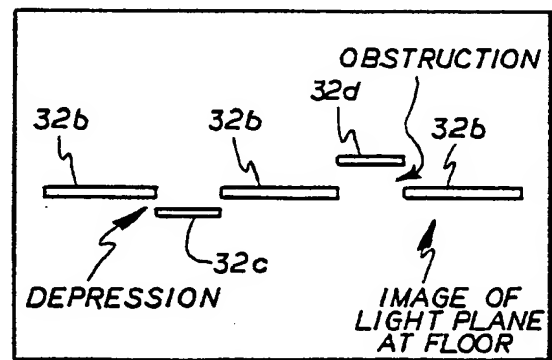 OBSTRUCTION
32d
32b
32b
32b
32c
DEPRESSION
IMAGE OF
LIGHT PLANE
AT FLOOR